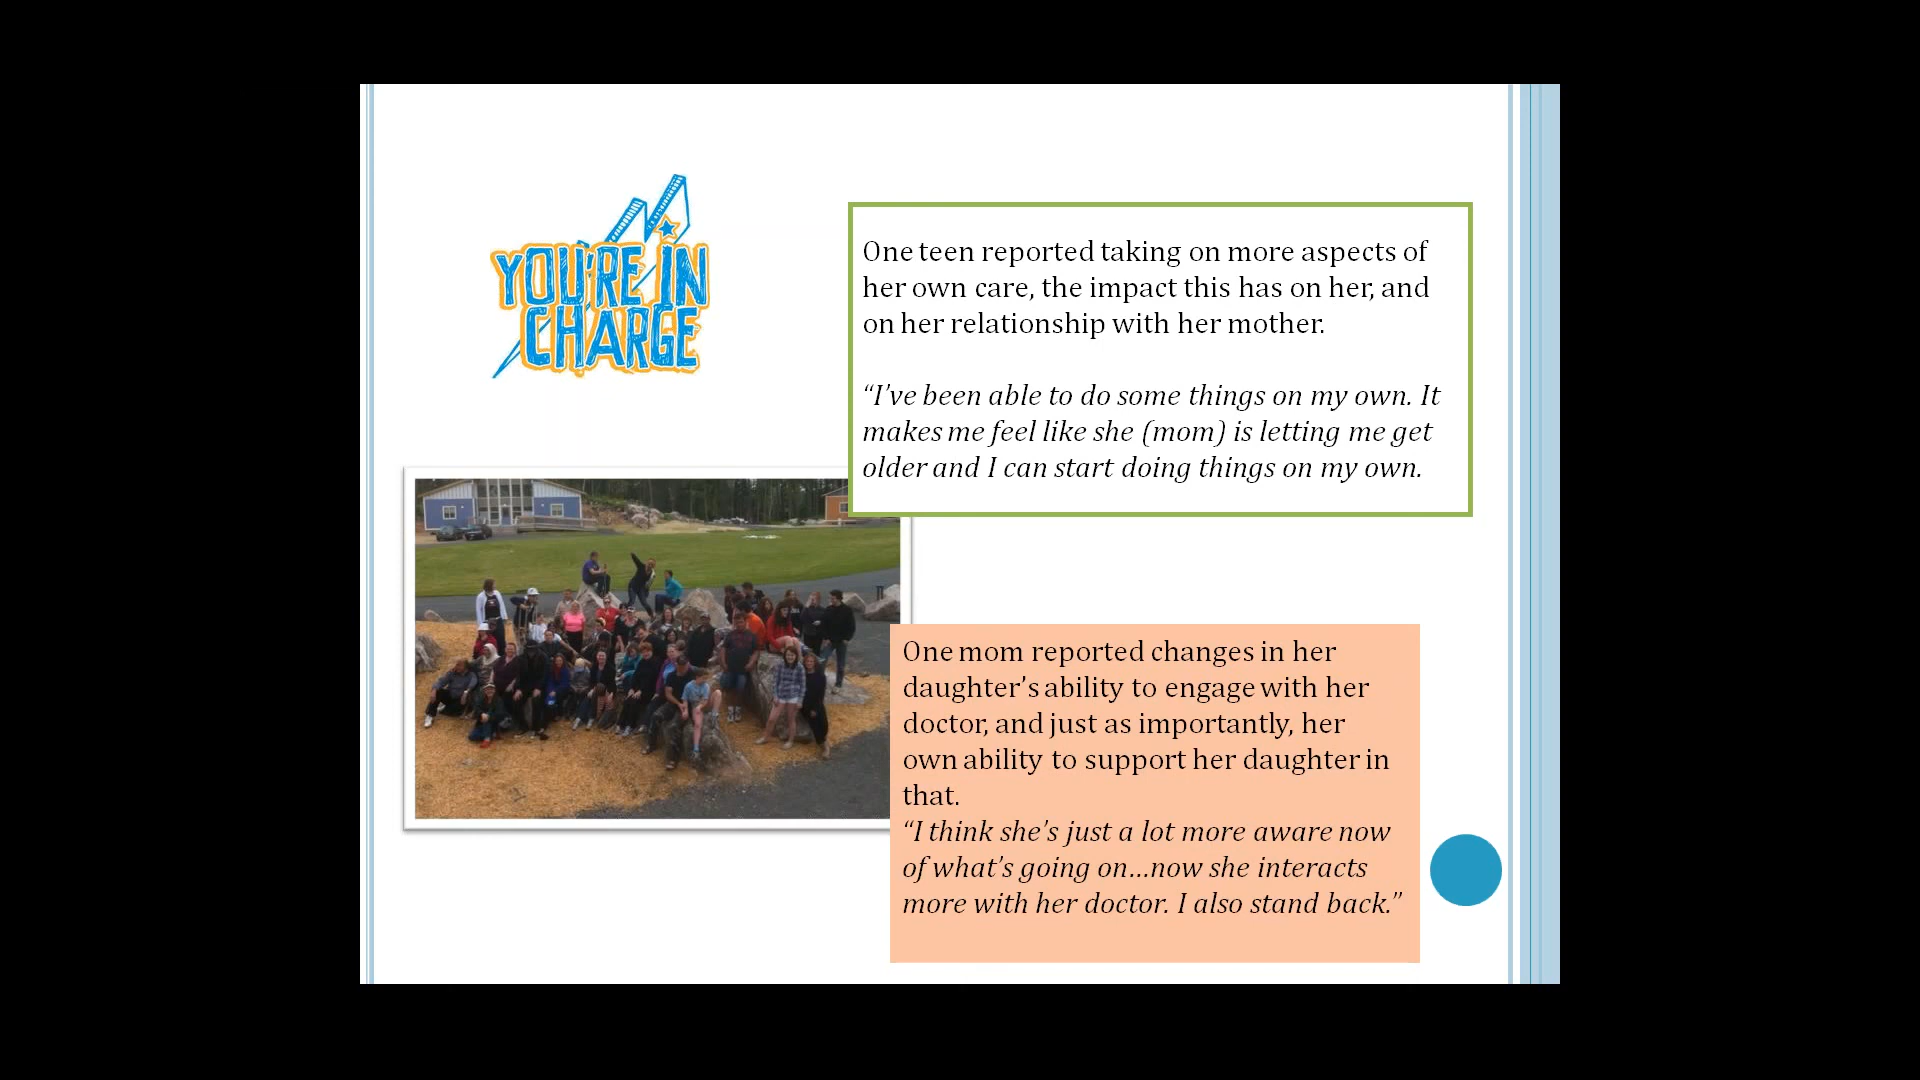 YOU'RE IN
CHARGE
One teen reported taking on more aspects of
her own care, the impact this has on her, and
on her relationship with her mother.
“I’ve been able to do some things on my own. It
makes me feel like she (mom) is letting me get
older and I can start doing things on my own.
One mom reported changes in her
daughter’s ability to engage with her
doctor, and just as importantly, her
own ability to support her daughter in
that.
“I think she’s just a lot more aware now
of what’s going on…now she interacts
more with her doctor. I also stand back.”